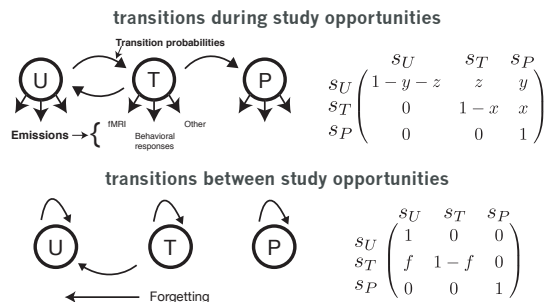 transitions during study opportunities
Transition probabilities
U T P
Emissions → {
fMRI
Behavioral
responses
Other
s_U s_T s_P
s_U 1 − y − z z y
s_T 0 1 − x x
s_P 0 0 1
transitions between study opportunities
U T P
Forgetting
s_U s_T s_P
s_U 1 0 0
s_T f 1 − f 0
s_P 0 0 1